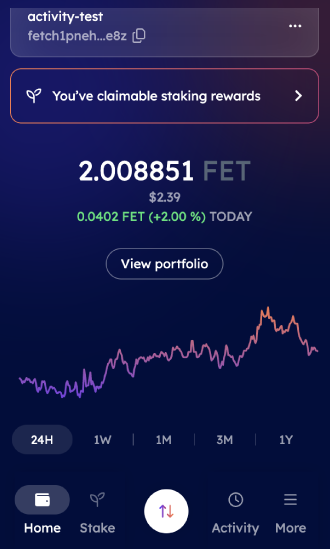 activity-test
fetch1pneh...e8z
You've claimable staking rewards
2.008851 FET
$2.39
0.0402 FET (+2.00 %) TODAY
View portfolio
24H 1W 1M 3M 1Y
Home Stake Activity More